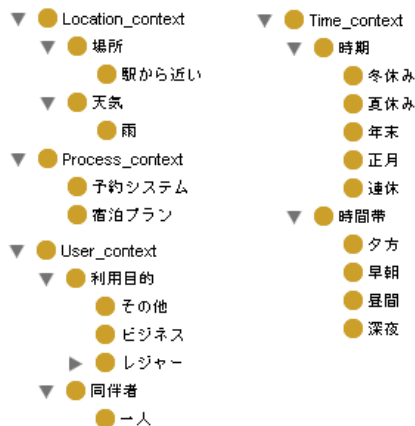 Location_context
場所
駅から近い
天気
雨
Process_context
予約システム
宿泊プラン
User_context
利用目的
その他
ビジネス
レジャー
同伴者
一人
Time_context
時期
冬休み
夏休み
年末
正月
連休
時間帯
夕方
早朝
昼間
深夜